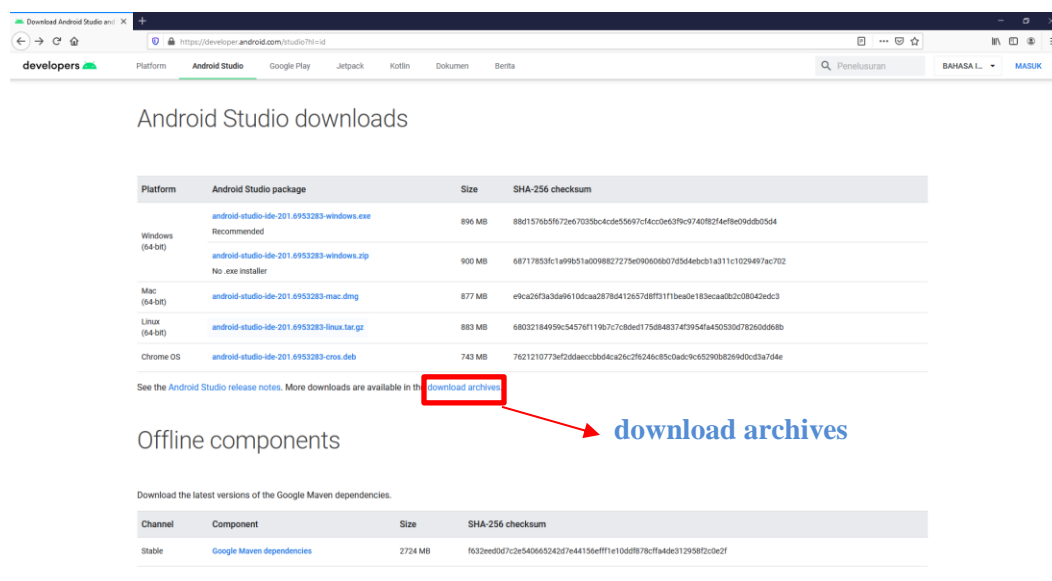 Download Android Studio and
https://developer.android.com/studio?hl=id
developers
Platform Android Studio Google Play Jetpack Kotlin Dokumen Berita Penelusuran BAHASA I... MASUK
Android Studio downloads
Platform Android Studio package Size SHA-256 checksum
Windows (64-bit)
android-studio-ide-201.6953283-windows.exe 896 MB 88d1576b5f672e67035bc4cde55697cf4cc0e63f9c9740f82f4ef8e09ddb05d4
Recommended
android-studio-ide-201.6953283-windows.zip 900 MB 68717853fc1a99b51a0098827275e090606b07d5d4ebcb1a311c1029497ac702
No .exe installer
Mac (64-bit)
android-studio-ide-201.6953283-mac.dmg 877 MB e9ca26f3a3da9610dcaa2878d412657d8ff31f1bea0e183ecaa0b2c08042edc3
Linux (64-bit)
android-studio-ide-201.6953283-linux.tar.gz 883 MB 68032184959c54576f119b7c7c8ded175d848374f3954fa450530d78260dd68b
Chrome OS android-studio-ide-201.6953283-cros.deb 743 MB 7621210773ef2ddaeccbbd4ca26c2f6246c85c0adc9c65290b8269d0cd3a7d4e
See the Android Studio release notes. More downloads are available in the download archives.
download archives
Offline components
Download the latest versions of the Google Maven dependencies.
Channel Component Size SHA-256 checksum
Stable Google Maven dependencies 2724 MB f632eed0d7c2e540665242d7e44156efff1e10ddf878cffa4de312958f2c0e2f